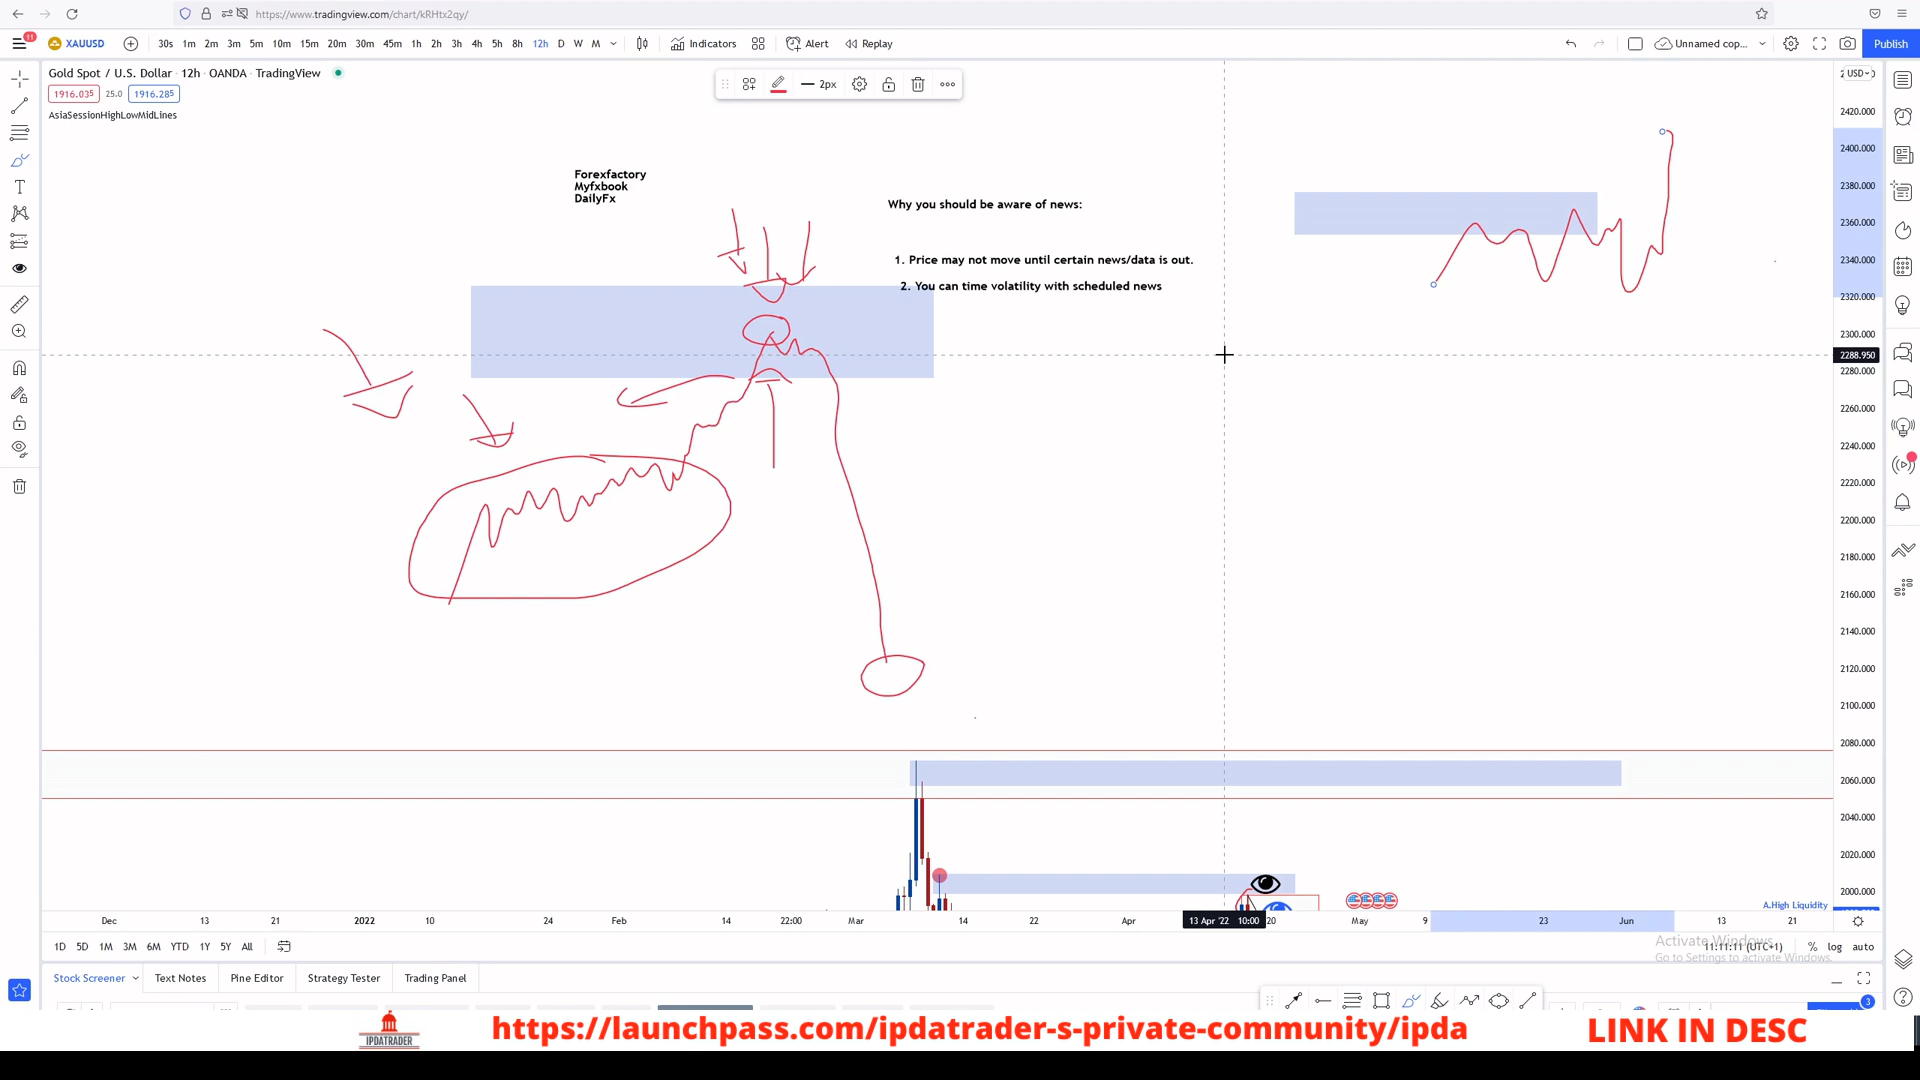 https://www.tradingview.com/chart/kRHtx2qy/
11
XAUUSD
30s 1m 2m 3m 5m 10m 15m 20m 30m 45m 1h 2h 3h 4h 5h 8h 12h D W M
Indicators
Alert
Replay
Unnamed cop...
Publish
Gold Spot / U.S. Dollar · 12h · OANDA · TradingView
1916.035 25.0 1916.285
AsiaSessionHighLowMidLines
2px
USD
Forexfactory
Myfxbook
DailyFx
Why you should be aware of news:
1. Price may not move until certain news/data is out.
2. You can time volatility with scheduled news
2420.000
2400.000
2380.000
2360.000
2340.000
2320.000
2300.000
2288.950
2280.000
2260.000
2240.000
2220.000
2200.000
2180.000
2160.000
2140.000
2120.000
2100.000
2080.000
2060.000
2040.000
2020.000
2000.000
A.High Liquidity
Dec 13 21 2022 10 24 Feb 14 22:00 Mar 14 22 Apr 13 Apr '22 10:00 20 May 9 23 Jun 13 21
1D 5D 1M 3M 6M YTD 1Y 5Y All
11:11:11 (UTC+1) % log auto
Activate Windows
Go to Settings to activate Windows.
Stock Screener Text Notes Pine Editor Strategy Tester Trading Panel
3
IPDATRADER
https://launchpass.com/ipdatrader-s-private-community/ipda
LINK IN DESC